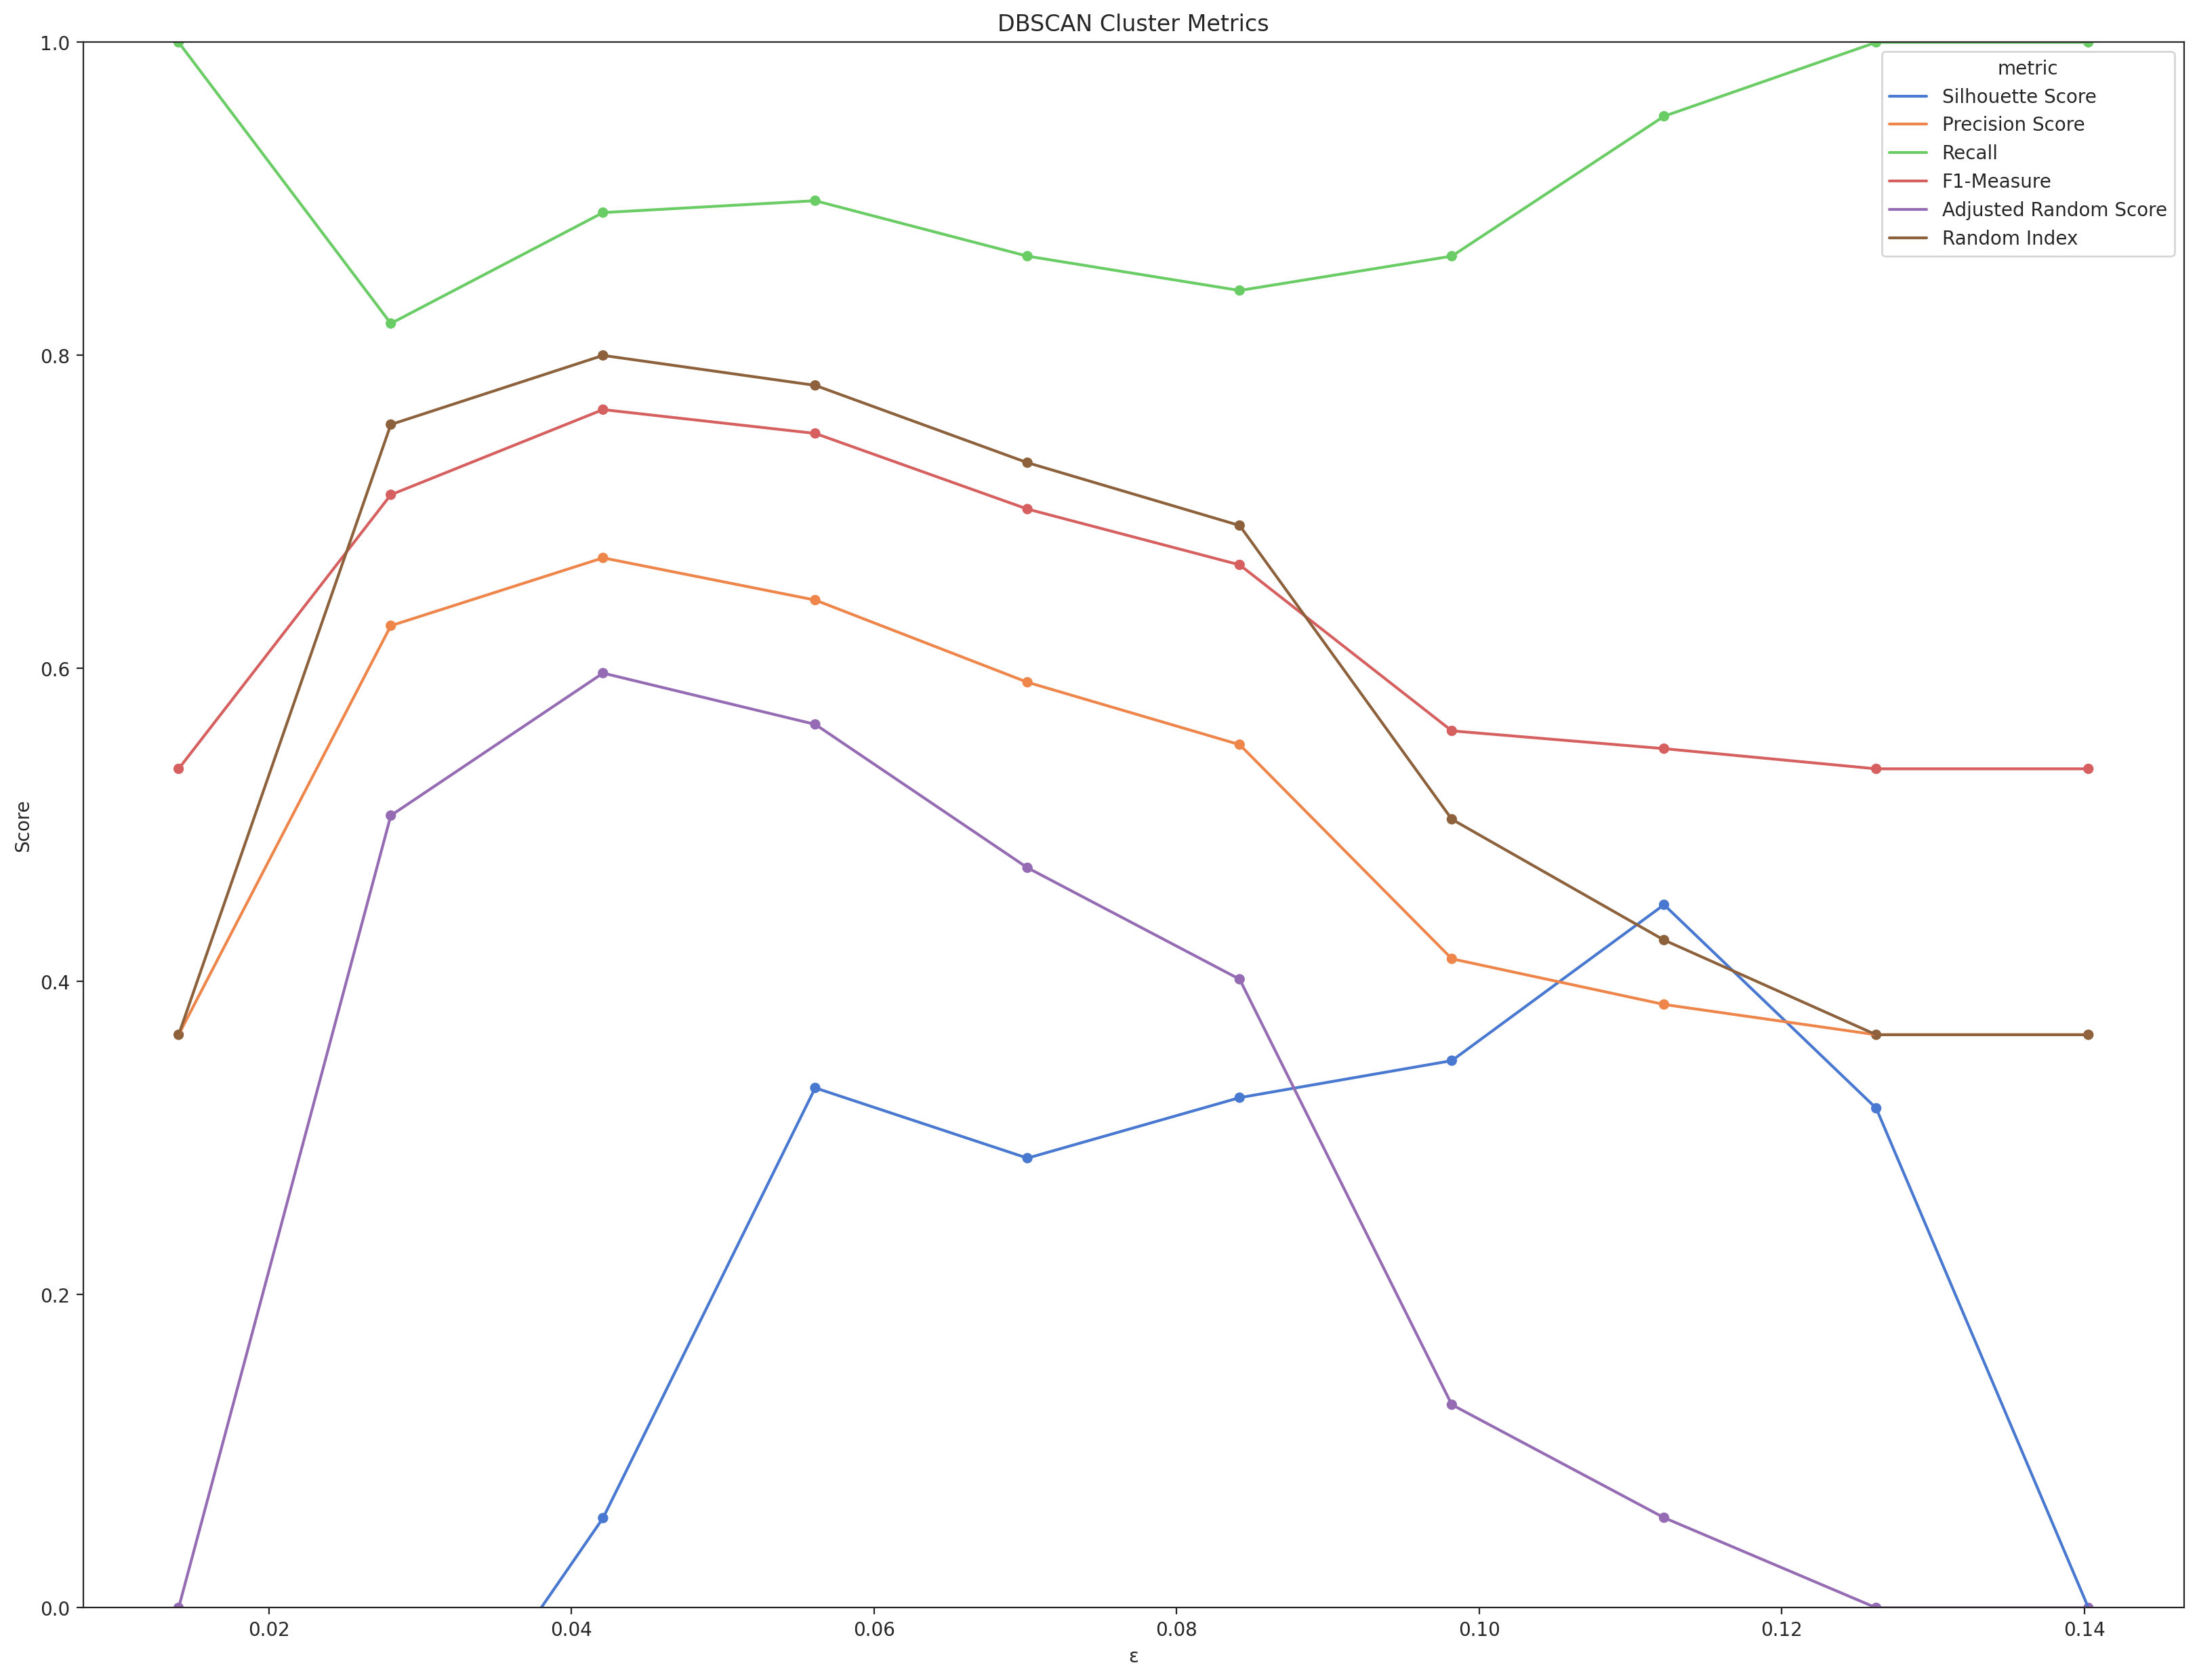 DBSCAN Cluster Metrics
1.0
0.8
0.6
0.4
0.2
0.0
Score
metric
Silhouette Score
Precision Score
Recall
F1-Measure
Adjusted Random Score
Random Index
0.02 0.04 0.06 0.08 0.10 0.12 0.14
ε